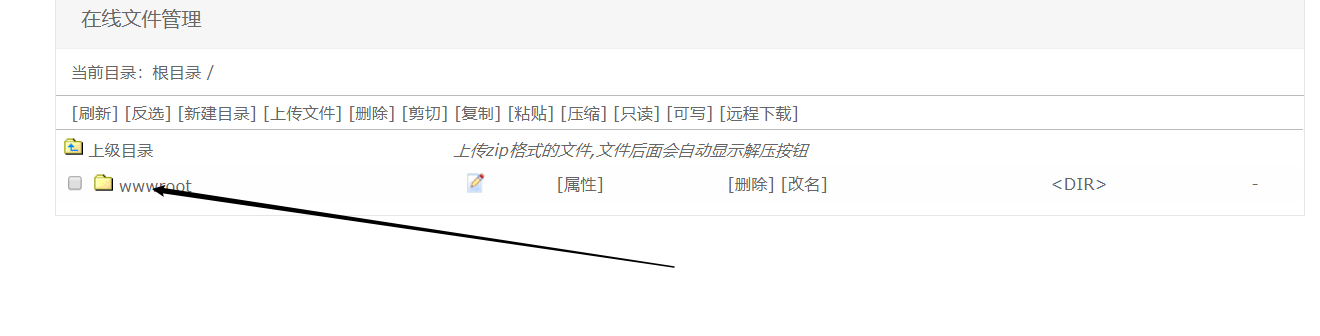 在线文件管理
当前目录：根目录 /
[刷新] [反选] [新建目录] [上传文件] [删除] [剪切] [复制] [粘贴] [压缩] [只读] [可写] [远程下载]
上级目录 上传zip格式的文件,文件后面会自动显示解压按钮
wwwroot [属性] [删除] [改名] <DIR> -